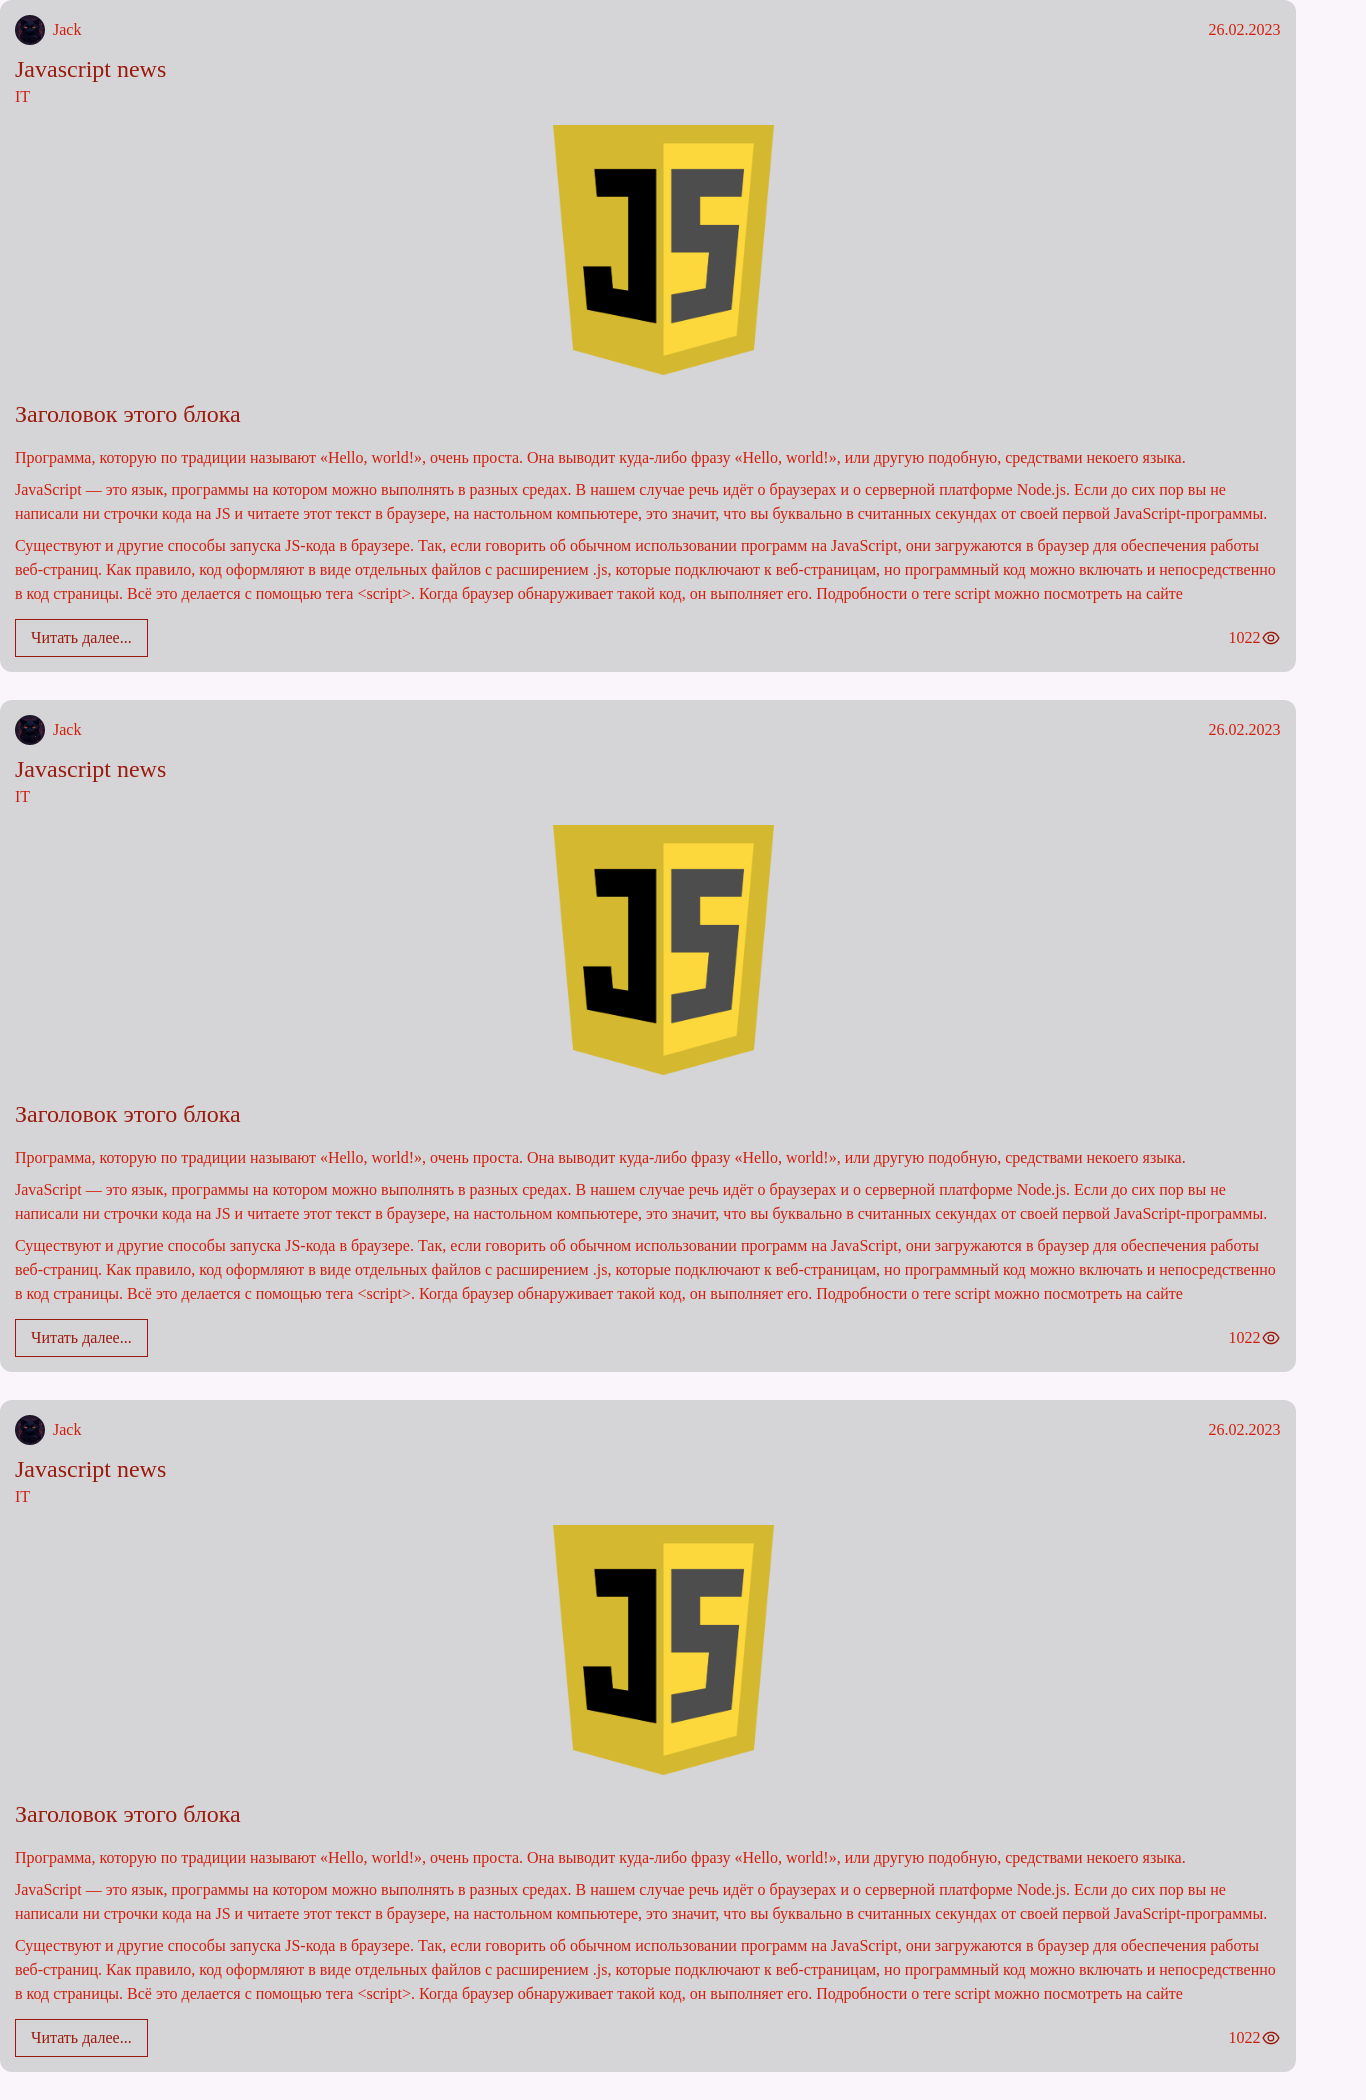 Jack 26.02.2023
Javascript news
IT
JS
Заголовок этого блока
Программа, которую по традиции называют «Hello, world!», очень проста. Она выводит куда-либо фразу «Hello, world!», или другую подобную, средствами некоего языка.
JavaScript — это язык, программы на котором можно выполнять в разных средах. В нашем случае речь идёт о браузерах и о серверной платформе Node.js. Если до сих пор вы не
написали ни строчки кода на JS и читаете этот текст в браузере, на настольном компьютере, это значит, что вы буквально в считанных секундах от своей первой JavaScript-программы.
Существуют и другие способы запуска JS-кода в браузере. Так, если говорить об обычном использовании программ на JavaScript, они загружаются в браузер для обеспечения работы
веб-страниц. Как правило, код оформляют в виде отдельных файлов с расширением .js, которые подключают к веб-страницам, но программный код можно включать и непосредственно
в код страницы. Всё это делается с помощью тега <script>. Когда браузер обнаруживает такой код, он выполняет его. Подробности о теге script можно посмотреть на сайте
Читать далее... 1022
Jack 26.02.2023
Javascript news
IT
JS
Заголовок этого блока
Программа, которую по традиции называют «Hello, world!», очень проста. Она выводит куда-либо фразу «Hello, world!», или другую подобную, средствами некоего языка.
JavaScript — это язык, программы на котором можно выполнять в разных средах. В нашем случае речь идёт о браузерах и о серверной платформе Node.js. Если до сих пор вы не
написали ни строчки кода на JS и читаете этот текст в браузере, на настольном компьютере, это значит, что вы буквально в считанных секундах от своей первой JavaScript-программы.
Существуют и другие способы запуска JS-кода в браузере. Так, если говорить об обычном использовании программ на JavaScript, они загружаются в браузер для обеспечения работы
веб-страниц. Как правило, код оформляют в виде отдельных файлов с расширением .js, которые подключают к веб-страницам, но программный код можно включать и непосредственно
в код страницы. Всё это делается с помощью тега <script>. Когда браузер обнаруживает такой код, он выполняет его. Подробности о теге script можно посмотреть на сайте
Читать далее... 1022
Jack 26.02.2023
Javascript news
IT
JS
Заголовок этого блока
Программа, которую по традиции называют «Hello, world!», очень проста. Она выводит куда-либо фразу «Hello, world!», или другую подобную, средствами некоего языка.
JavaScript — это язык, программы на котором можно выполнять в разных средах. В нашем случае речь идёт о браузерах и о серверной платформе Node.js. Если до сих пор вы не
написали ни строчки кода на JS и читаете этот текст в браузере, на настольном компьютере, это значит, что вы буквально в считанных секундах от своей первой JavaScript-программы.
Существуют и другие способы запуска JS-кода в браузере. Так, если говорить об обычном использовании программ на JavaScript, они загружаются в браузер для обеспечения работы
веб-страниц. Как правило, код оформляют в виде отдельных файлов с расширением .js, которые подключают к веб-страницам, но программный код можно включать и непосредственно
в код страницы. Всё это делается с помощью тега <script>. Когда браузер обнаруживает такой код, он выполняет его. Подробности о теге script можно посмотреть на сайте
Читать далее... 1022